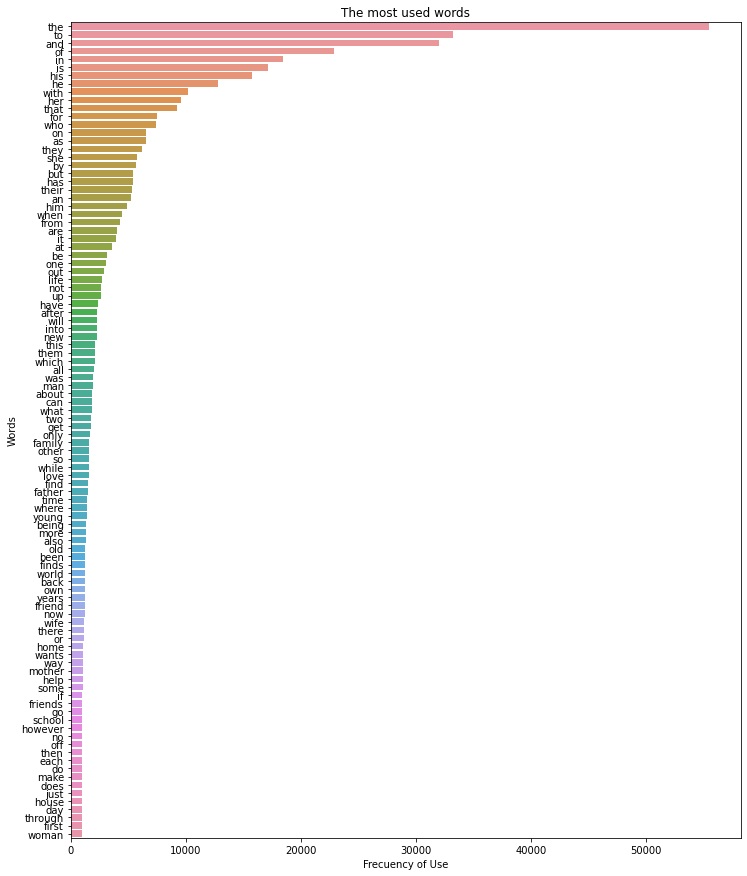 The most used words
the
to
and
of
in
is
his
he
with
her
that
for
who
on
as
they
she
by
but
has
their
an
him
when
from
are
it
at
be
one
out
life
not
up
have
after
will
into
new
this
them
which
all
was
man
about
can
what
two
get
only
family
other
so
while
love
find
father
time
where
young
being
more
also
old
been
finds
world
back
own
years
friend
now
wife
there
or
home
wants
way
mother
help
some
if
friends
go
school
however
no
off
then
each
do
make
does
just
house
day
through
first
woman
Words
0 10000 20000 30000 40000 50000
Frecuency of Use